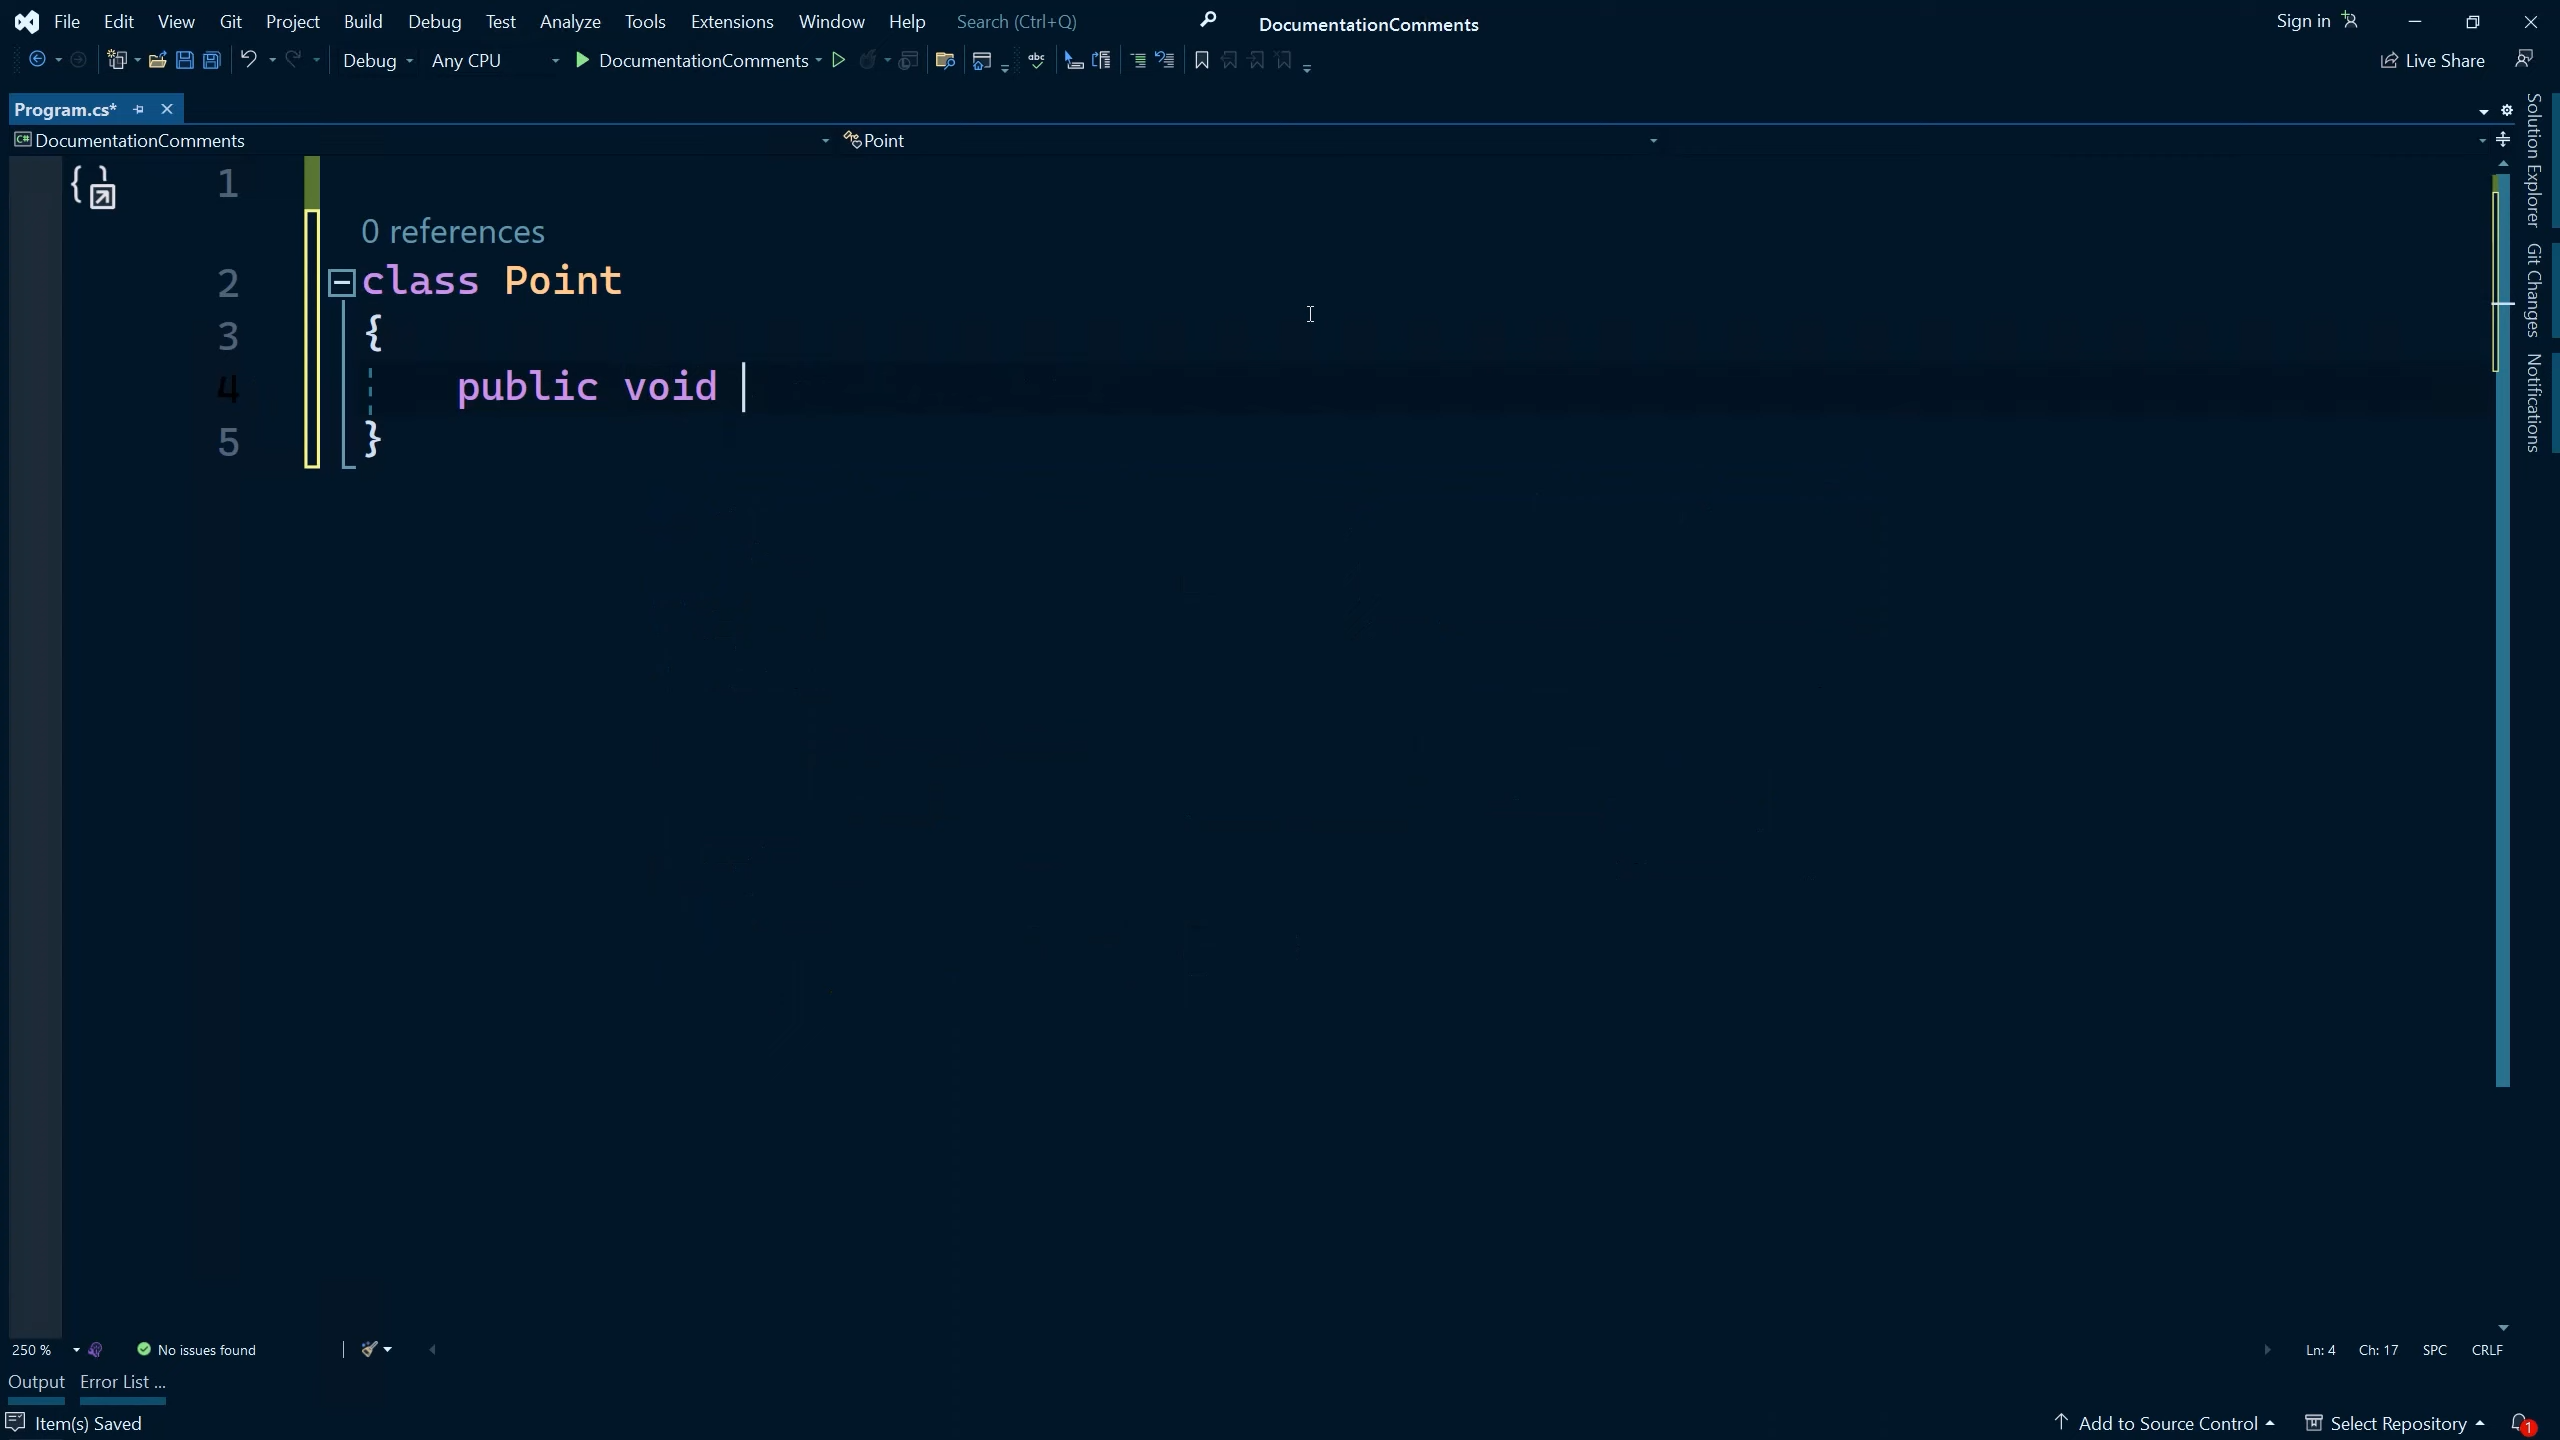 File Edit View Git Project Build Debug Test Analyze Tools Extensions Window Help Search (Ctrl+Q) DocumentationComments Sign in
Debug Any CPU DocumentationComments Live Share
Program.cs*
DocumentationComments Point
1
0 references
2 class Point
3 {
4 public void
5 }
Solution Explorer
Git Changes
Notifications
250 % No issues found Ln: 4 Ch: 17 SPC CRLF
Output Error List ...
Item(s) Saved Add to Source Control Select Repository 1